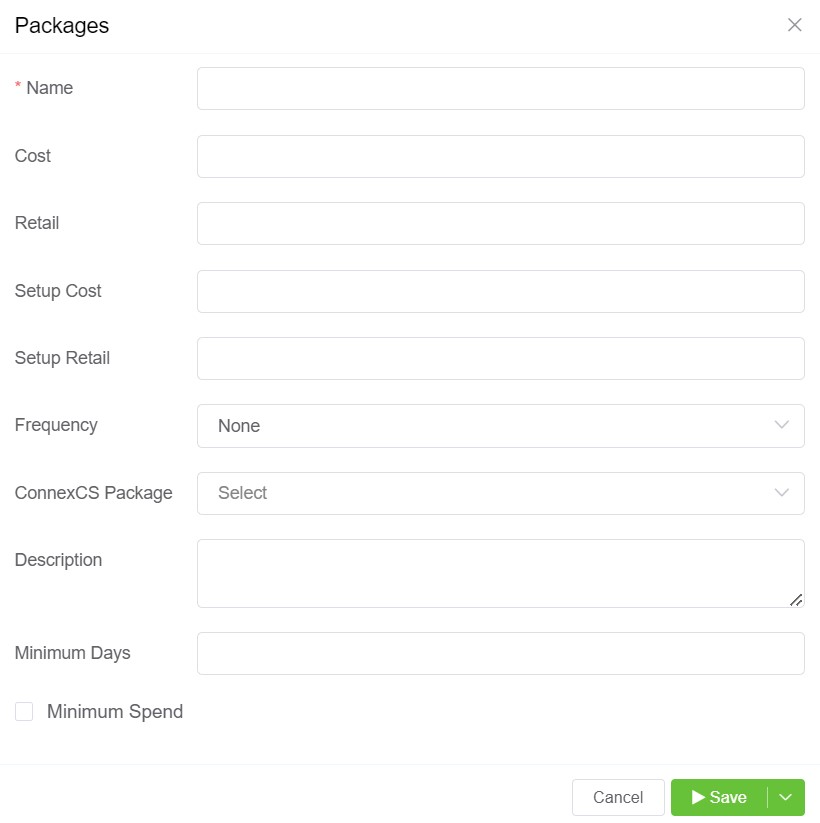 Packages
* Name
Cost
Retail
Setup Cost
Setup Retail
Frequency None
ConnexCS Package Select
Description
Minimum Days
Minimum Spend
Cancel Save